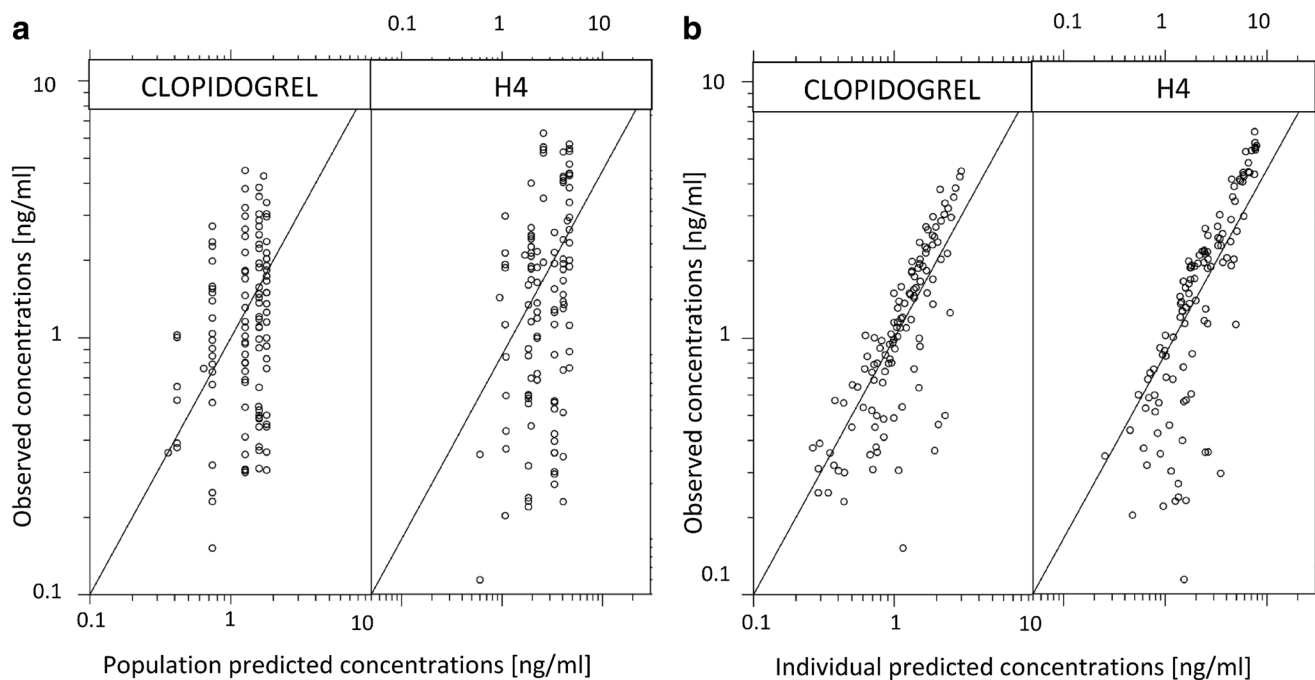 a
0.1 1 10
CLOPIDOGREL H4
Observed concentrations [ng/ml]
10
1
0.1
0.1 1 10
Population predicted concentrations [ng/ml]
b
0.1 1 10
CLOPIDOGREL H4
Observed concentrations [ng/ml]
10
1
0.1
0.1 1 10
Individual predicted concentrations [ng/ml]